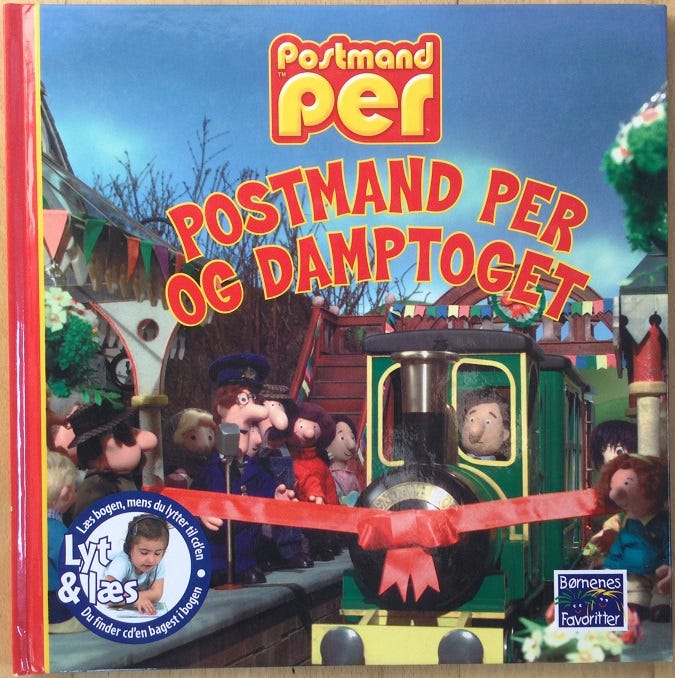 Postmand
™
per
POSTMAND PER
OG DAMPTOGET
Læs bogen, mens du lytter til cd'en
Lyt
& læs
Du finder cd'en bagest i bogen
Børnenes
Favoritter